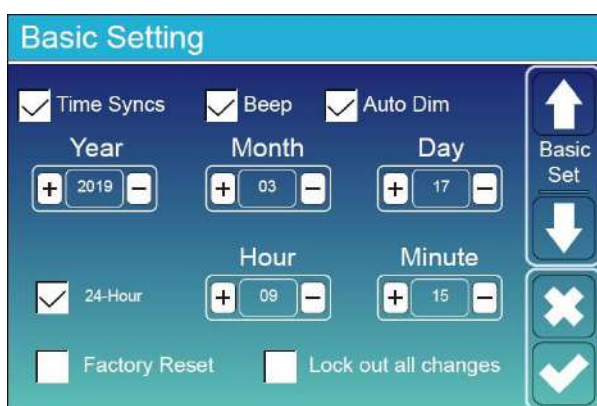 Basic Setting
Time Syncs Beep Auto Dim
Year Month Day
+ 2019 - + 03 - + 17 -
Basic
Set
Hour Minute
24-Hour + 09 - + 15 -
Factory Reset Lock out all changes